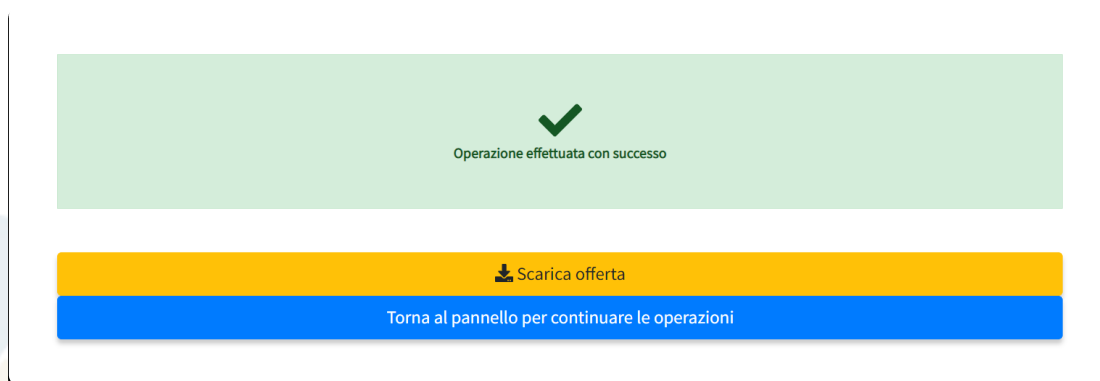 Operazione effettuata con successo
Scarica offerta
Torna al pannello per continuare le operazioni